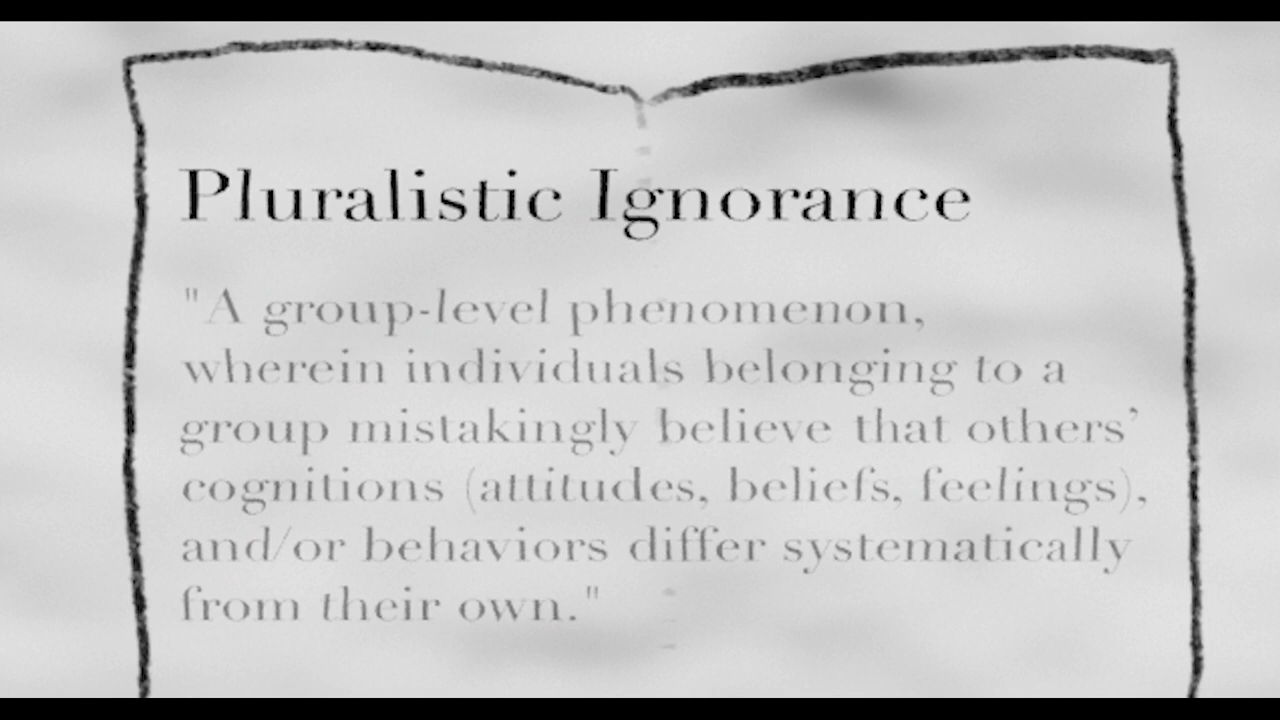 Pluralistic Ignorance
"A group-level phenomenon,
wherein individuals belonging to a
group mistakingly believe that others’
cognitions (attitudes, beliefs, feelings),
and/or behaviors differ systematically
from their own."